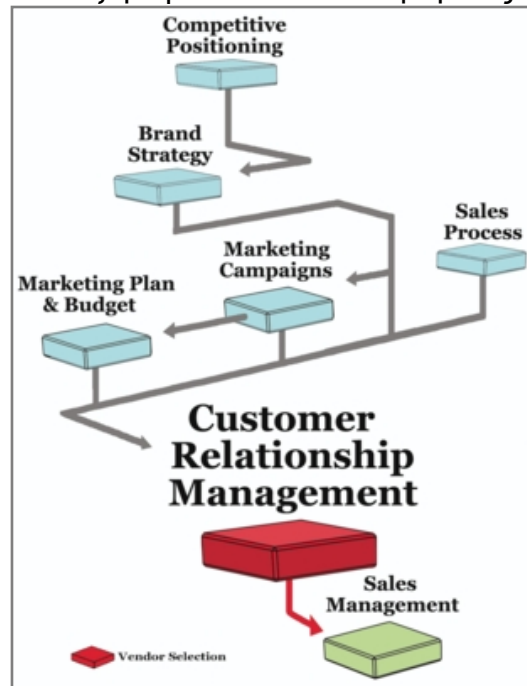 Competitive
Positioning
Brand
Strategy
Sales
Process
Marketing
Campaigns
Marketing Plan
& Budget
Customer
Relationship
Management
Sales
Management
Vendor Selection